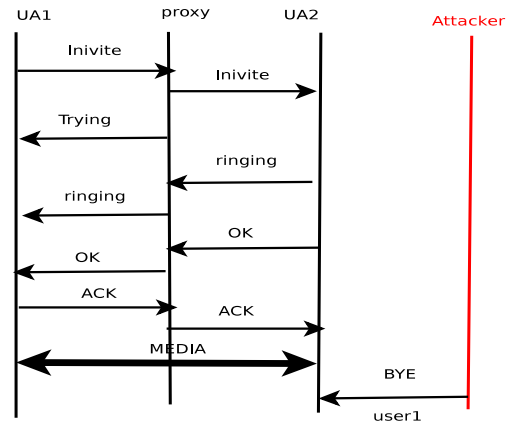 UA1
proxy
UA2
Attacker
Inivite
Inivite
Trying
ringing
ringing
OK
OK
ACK
ACK
MEDIA
BYE
user1